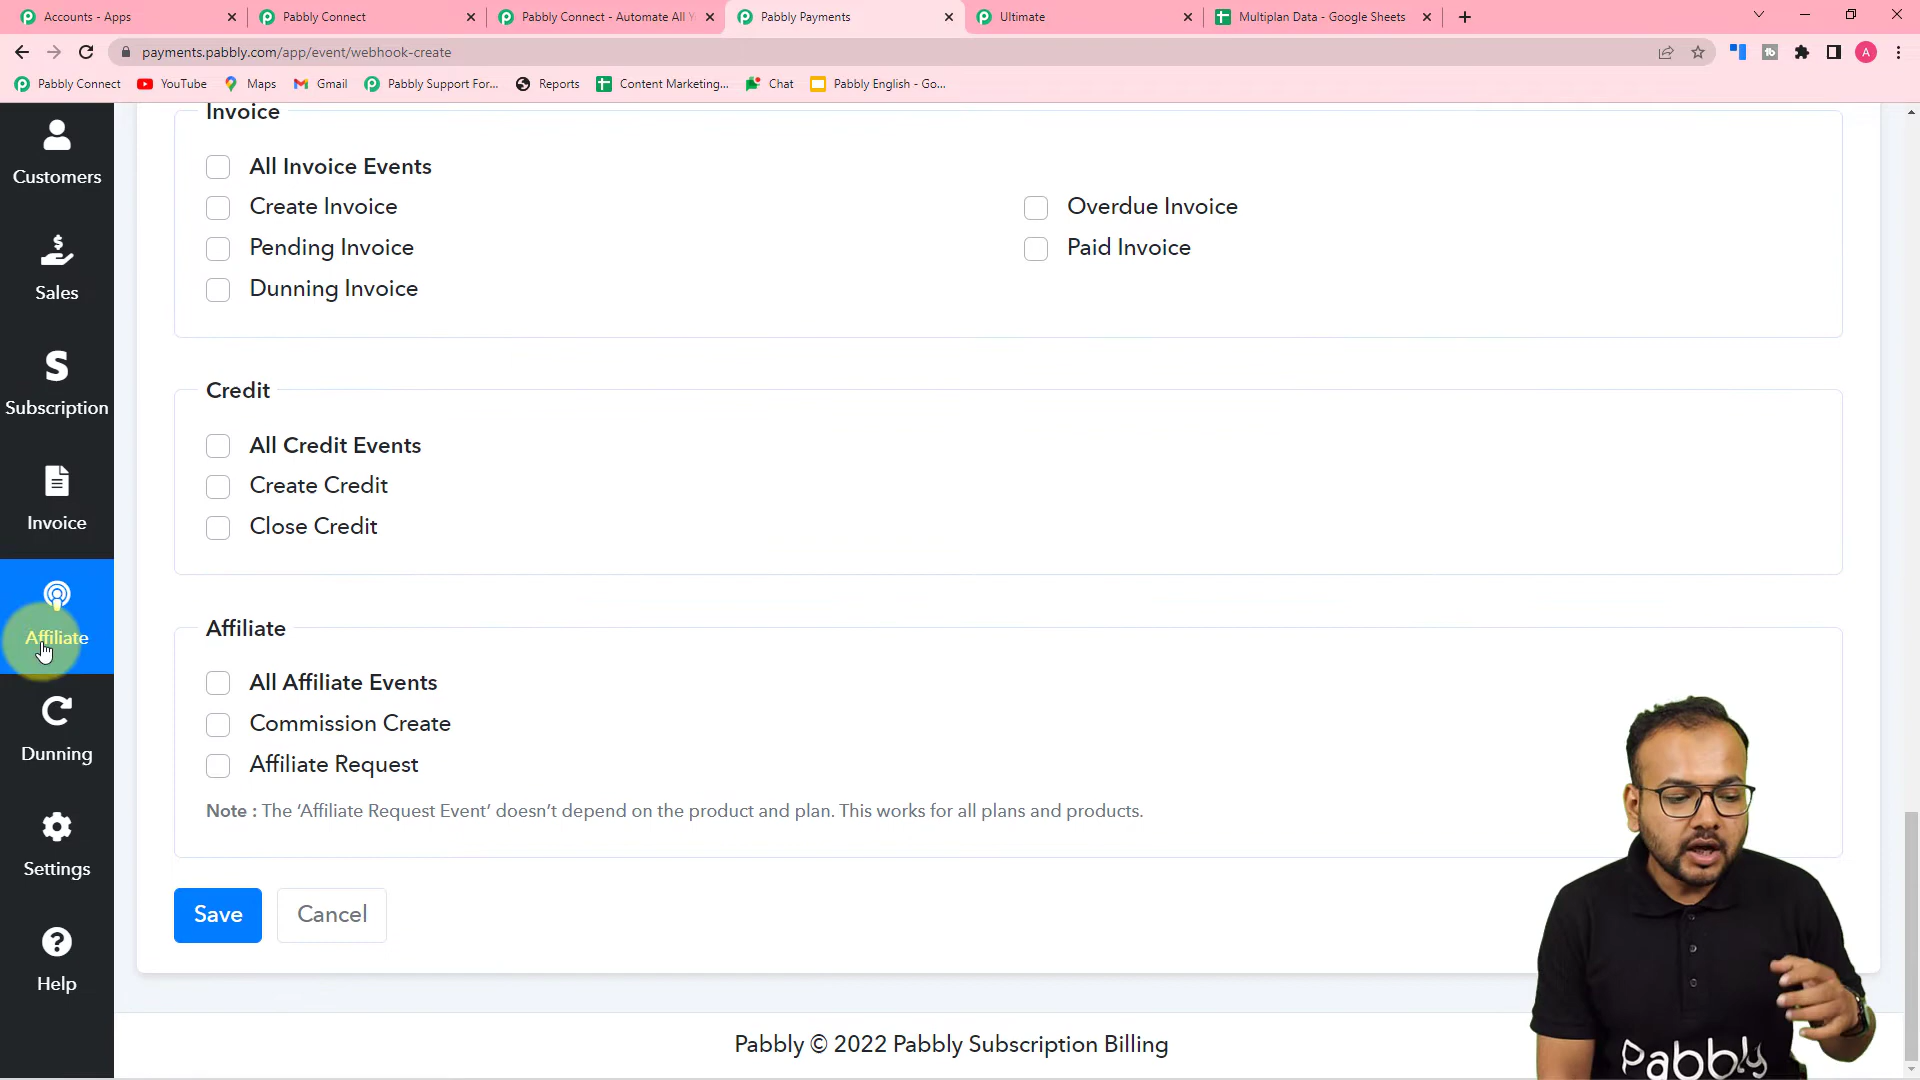 Accounts - Apps
Pabbly Connect
Pabbly Connect - Automate All Y
Pabbly Payments
Ultimate
Multiplan Data - Google Sheets
payments.pabbly.com/app/event/webhook-create
A
Pabbly Connect
YouTube
Maps
Gmail
Pabbly Support For...
Reports
Content Marketing...
Chat
Pabbly English - Go...
Customers
Sales
Subscription
Invoice
Affiliate
Dunning
Settings
Help
Invoice
All Invoice Events
Create Invoice
Overdue Invoice
Pending Invoice
Paid Invoice
Dunning Invoice
Credit
All Credit Events
Create Credit
Close Credit
Affiliate
All Affiliate Events
Commission Create
Affiliate Request
Note : The ‘Affiliate Request Event’ doesn’t depend on the product and plan. This works for all plans and products.
Save
Cancel
Pabbly © 2022 Pabbly Subscription Billing
Pabbly